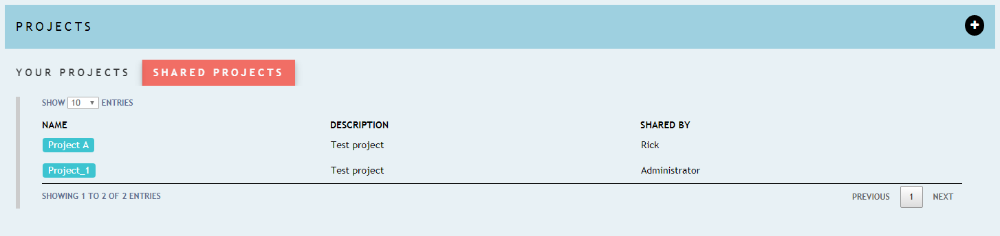 PROJECTS
YOUR PROJECTS SHARED PROJECTS
SHOW 10 ENTRIES
NAME DESCRIPTION SHARED BY
Project A Test project Rick
Project_1 Test project Administrator
SHOWING 1 TO 2 OF 2 ENTRIES PREVIOUS 1 NEXT